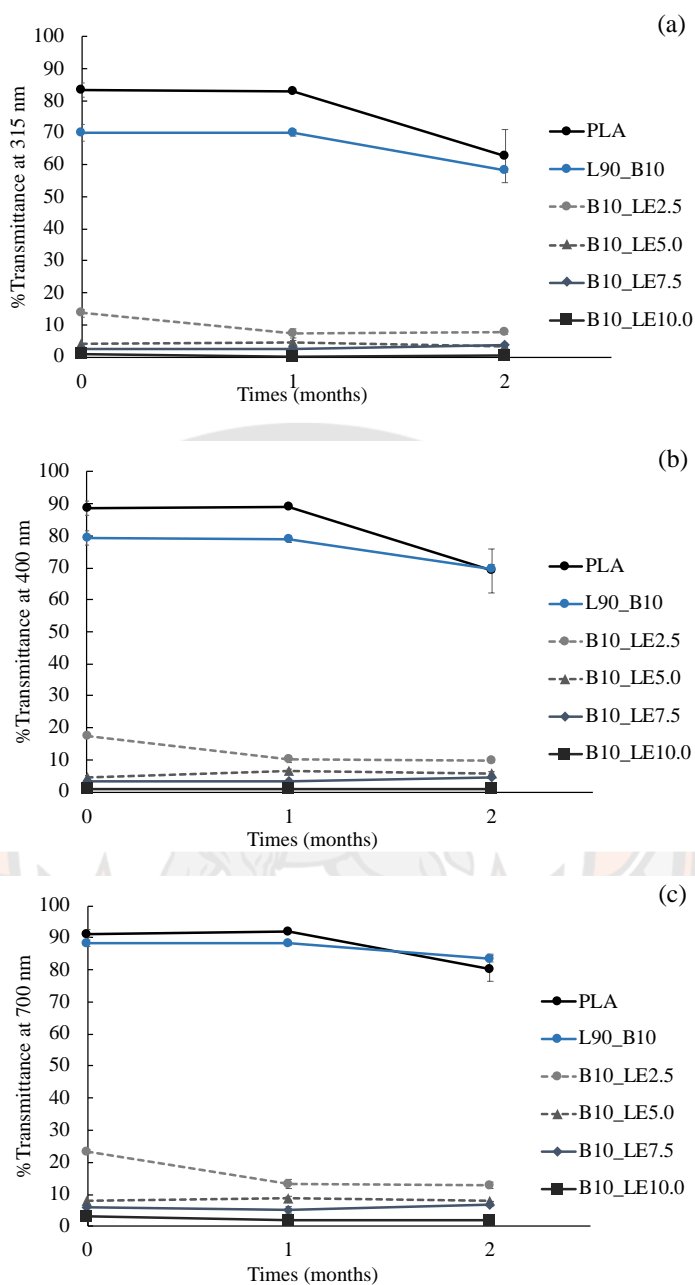 (a)
100
90
80
70
60
50
40
30
20
10
0
%Transmittance at 315 nm
0 1 2
Times (months)
PLA
L90_B10
B10_LE2.5
B10_LE5.0
B10_LE7.5
B10_LE10.0
(b)
100
90
80
70
60
50
40
30
20
10
0
%Transmittance at 400 nm
0 1 2
Times (months)
PLA
L90_B10
B10_LE2.5
B10_LE5.0
B10_LE7.5
B10_LE10.0
(c)
100
90
80
70
60
50
40
30
20
10
0
%Transmittance at 700 nm
0 1 2
Times (months)
PLA
L90_B10
B10_LE2.5
B10_LE5.0
B10_LE7.5
B10_LE10.0